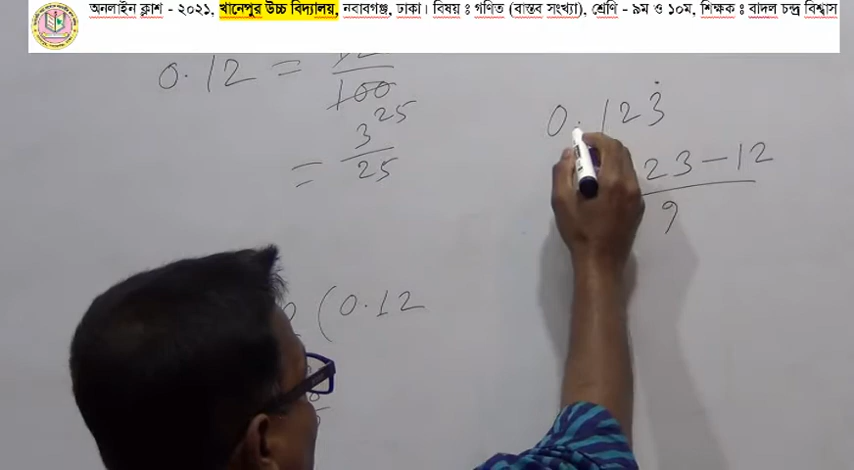 অনলাইন ক্লাশ - ২০২১, খানেপুর উচ্চ বিদ্যালয়, নবাবগঞ্জ, ঢাকা। বিষয় ঃ গণিত (বাস্তব সংখ্যা), শ্রেণি - ৯ম ও ১০ম, শিক্ষক ঃ বাদল চন্দ্র বিশ্বাস
0.12 = 12/100
= 3/25
25
0.123̇
23 - 12
9
(0.12